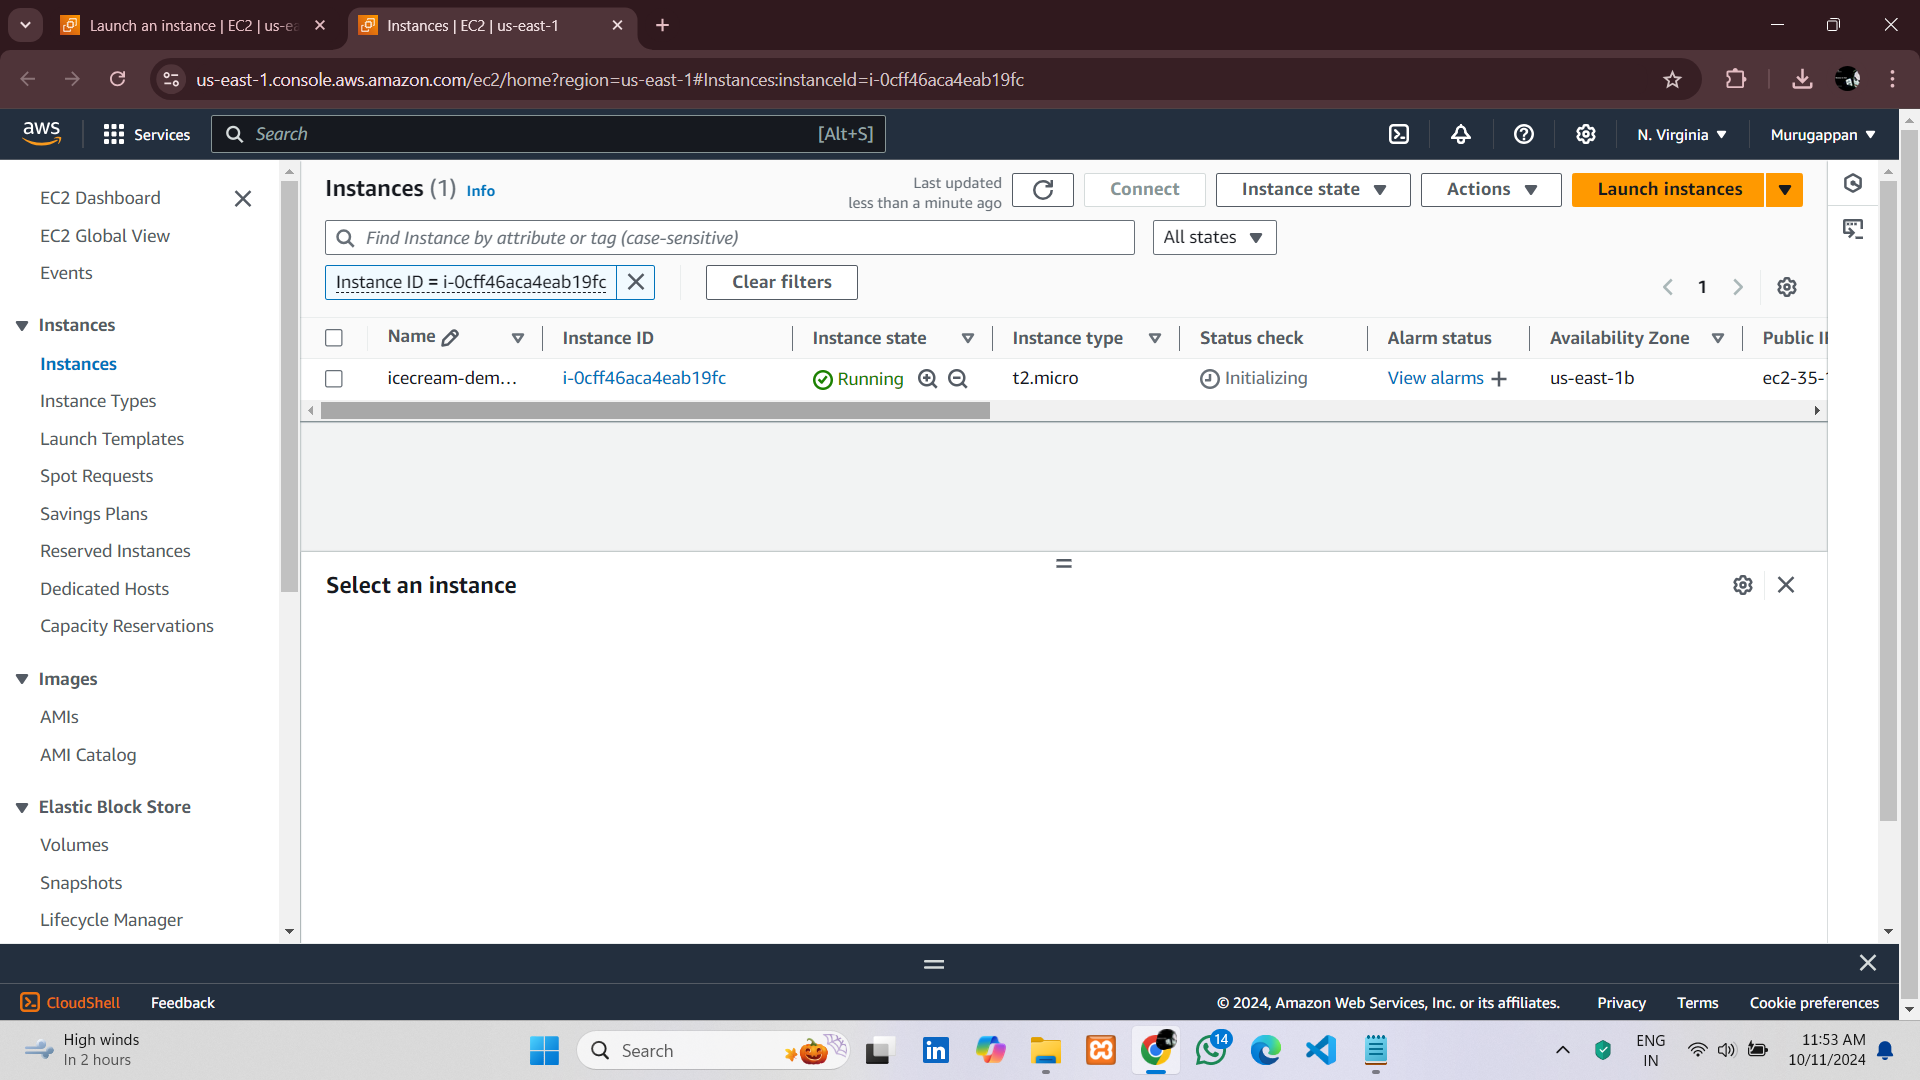 Launch an instance | EC2 | us-ea
Instances | EC2 | us-east-1
us-east-1.console.aws.amazon.com/ec2/home?region=us-east-1#Instances:instanceId=i-0cff46aca4eab19fc
aws
Services
Search
[Alt+S]
N. Virginia
Murugappan
EC2 Dashboard
EC2 Global View
Events
Instances
Instances
Instance Types
Launch Templates
Spot Requests
Savings Plans
Reserved Instances
Dedicated Hosts
Capacity Reservations
Images
AMIs
AMI Catalog
Elastic Block Store
Volumes
Snapshots
Lifecycle Manager
Instances (1) Info
Last updated
less than a minute ago
Connect
Instance state
Actions
Launch instances
Find Instance by attribute or tag (case-sensitive)
All states
Instance ID = i-0cff46aca4eab19fc
Clear filters
1
Name
Instance ID
Instance state
Instance type
Status check
Alarm status
Availability Zone
Public I
icecream-dem...
i-0cff46aca4eab19fc
Running
t2.micro
Initializing
View alarms
us-east-1b
ec2-35-
Select an instance
CloudShell
Feedback
© 2024, Amazon Web Services, Inc. or its affiliates.
Privacy
Terms
Cookie preferences
High winds
In 2 hours
Search
14
ENG
IN
11:53 AM
10/11/2024